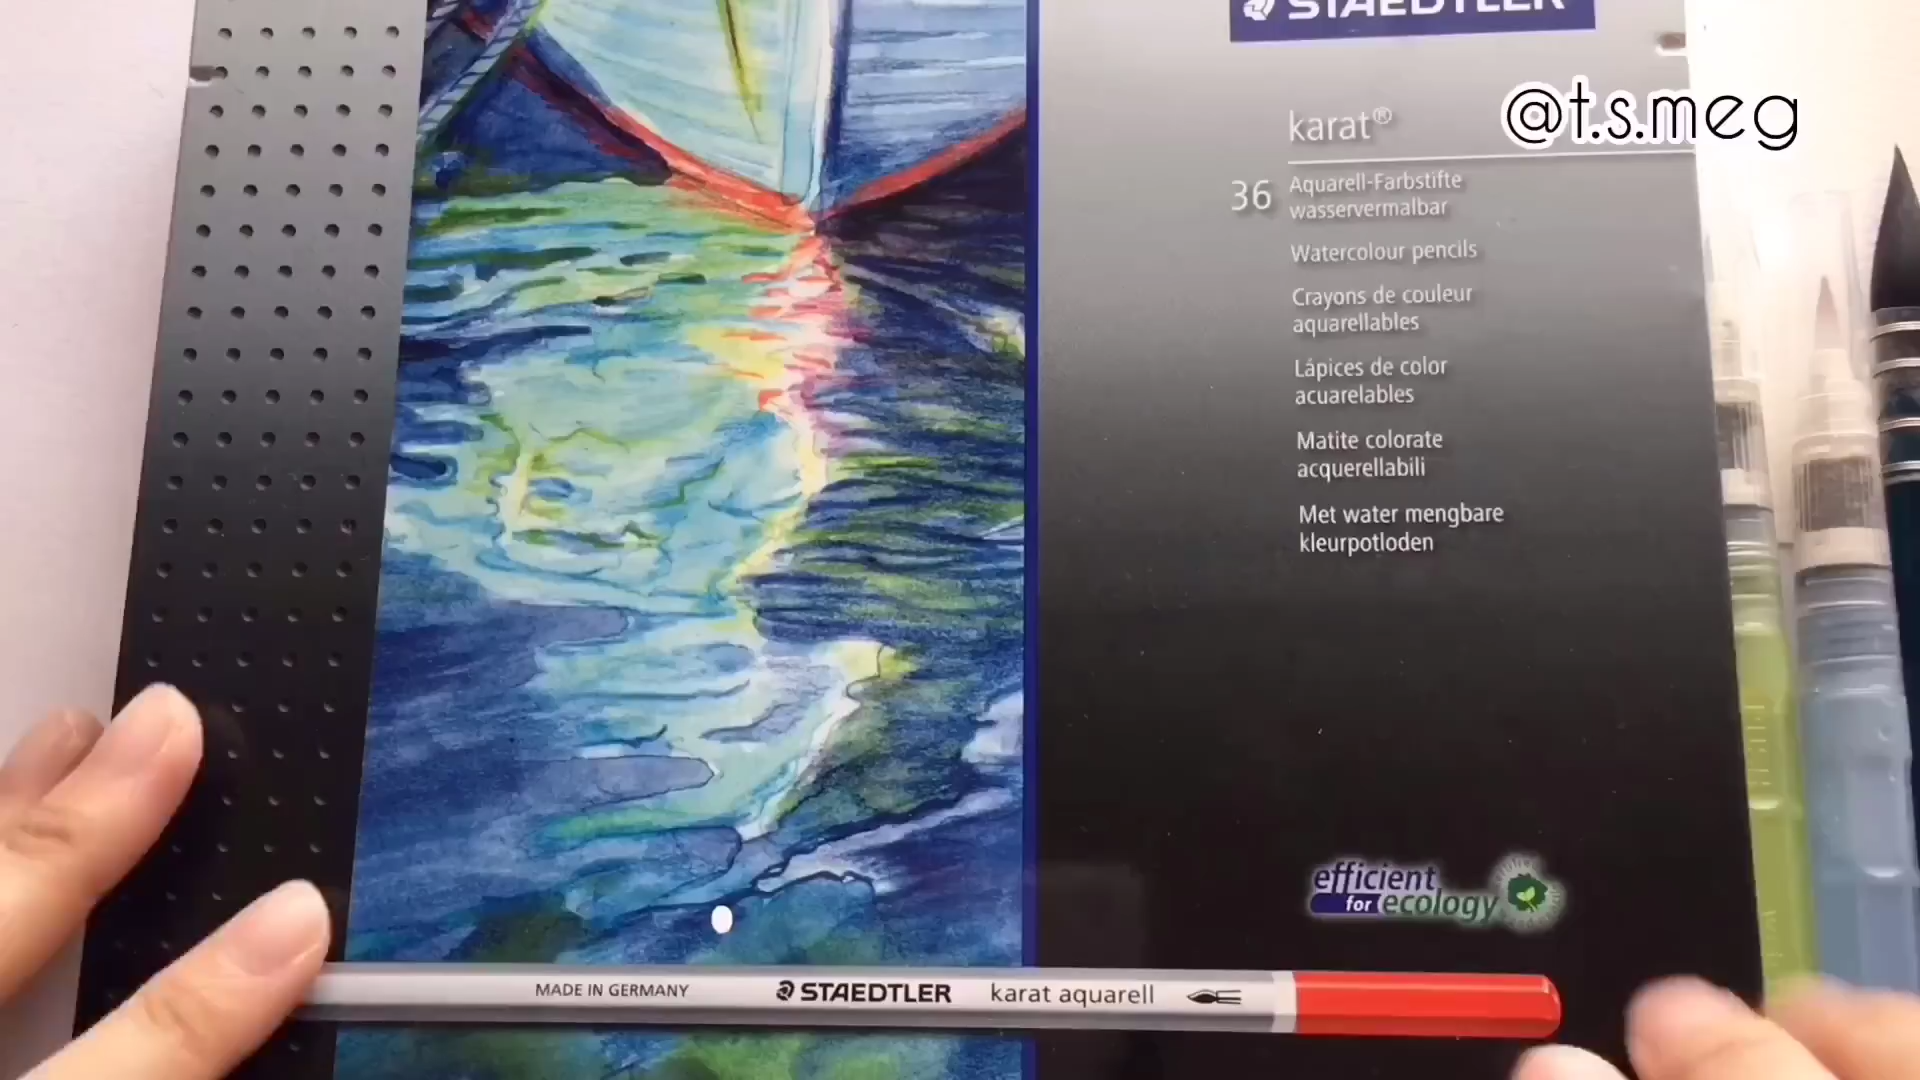 STAEDTLER
karat®
@t.s.meg
36 Aquarell-Farbstifte
wasservermalbar
Watercolour pencils
Crayons de couleur
aquarellables
Lápices de color
acuarelables
Matite colorate
acquerellabili
Met water mengbare
kleurpotloden
efficient
for ecology
MADE IN GERMANY STAEDTLER karat aquarell